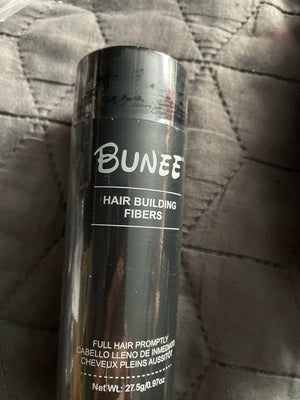 BUNEE
HAIR BUILDING
FIBERS
FULL HAIR PROMPTLY
CABELLO LLENO DE INMEDIATO
CHEVEUX PLEINS AUSSITOT
Net Wt.: 27.5g/0.97oz